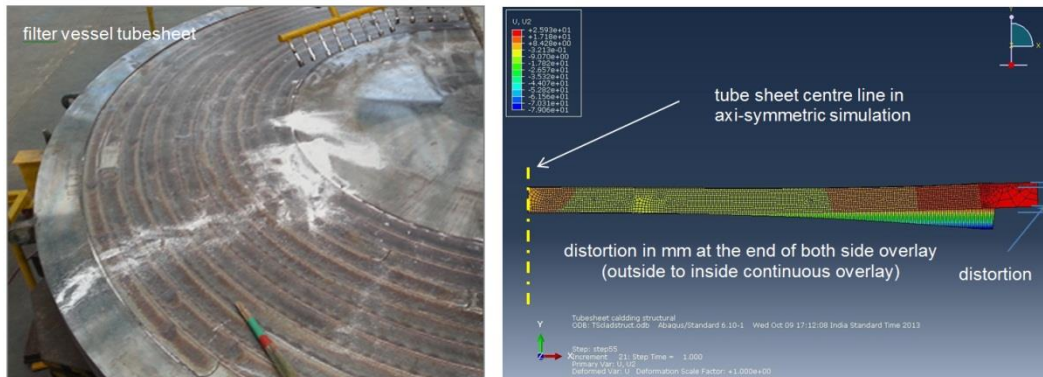 filter vessel tubesheet
U, U2
+2.593e+01
+1.718e+01
+8.428e+00
-3.213e-01
-9.070e+00
-1.782e+01
-2.657e+01
-3.532e+01
-4.407e+01
-5.282e+01
-6.156e+01
-7.031e+01
-7.906e+01
Y
X
tube sheet centre line in
axi-symmetric simulation
distortion in mm at the end of both side overlay
(outside to inside continuous overlay)
distortion
Tubesheet caldding structural
ODB: TScladstruct.odb Abaqus/Standard 6.10-1 Wed Oct 09 17:12:08 India Standard Time 2013
Y
X
Step: step55
Increment 21: Step Time = 1.000
Primary Var: U, U2
Deformed Var: U Deformation Scale Factor: +1.000e+00